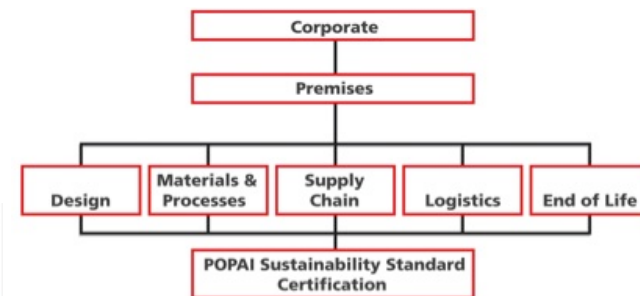 Corporate
Premises
Design
Materials &
Processes
Supply
Chain
Logistics
End of Life
POPAI Sustainability Standard
Certification